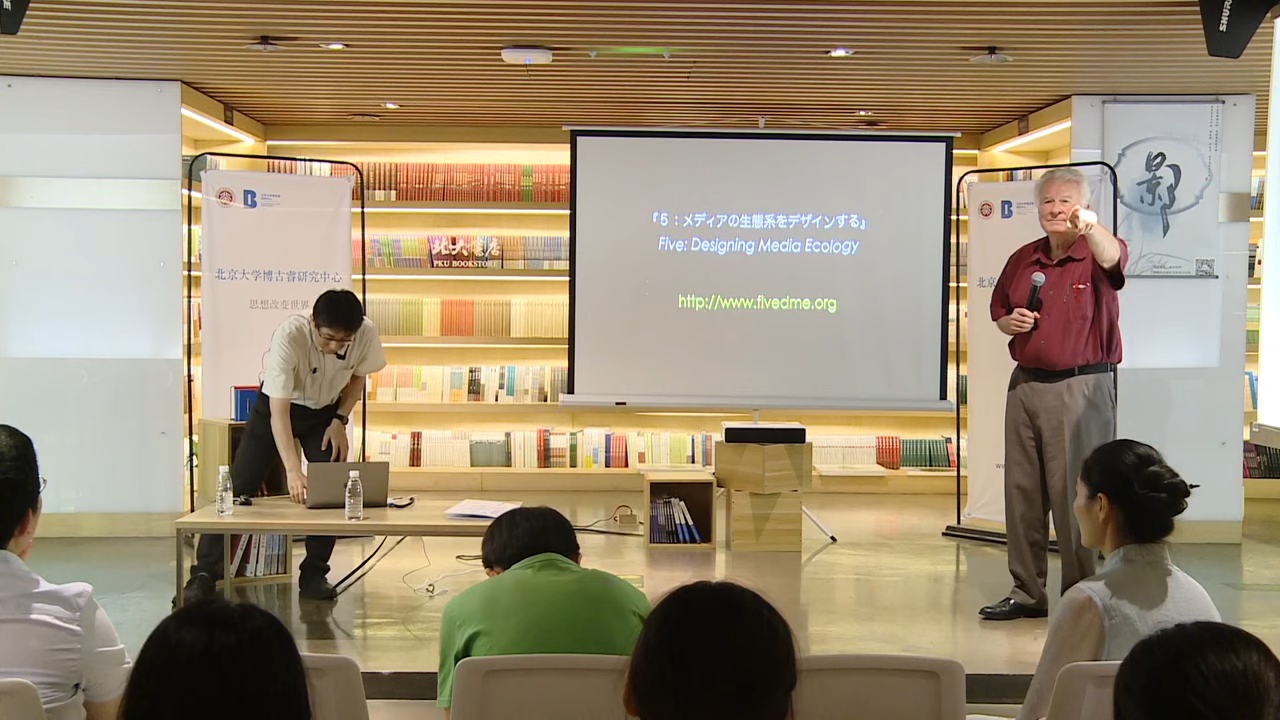 『5：メディアの生態系をデザインする』
Five: Designing Media Ecology
http://www.fivedme.org
北京大学博古睿研究中心
思想改变世界
北大書店
PKU BOOKSTORE
影
SHURE